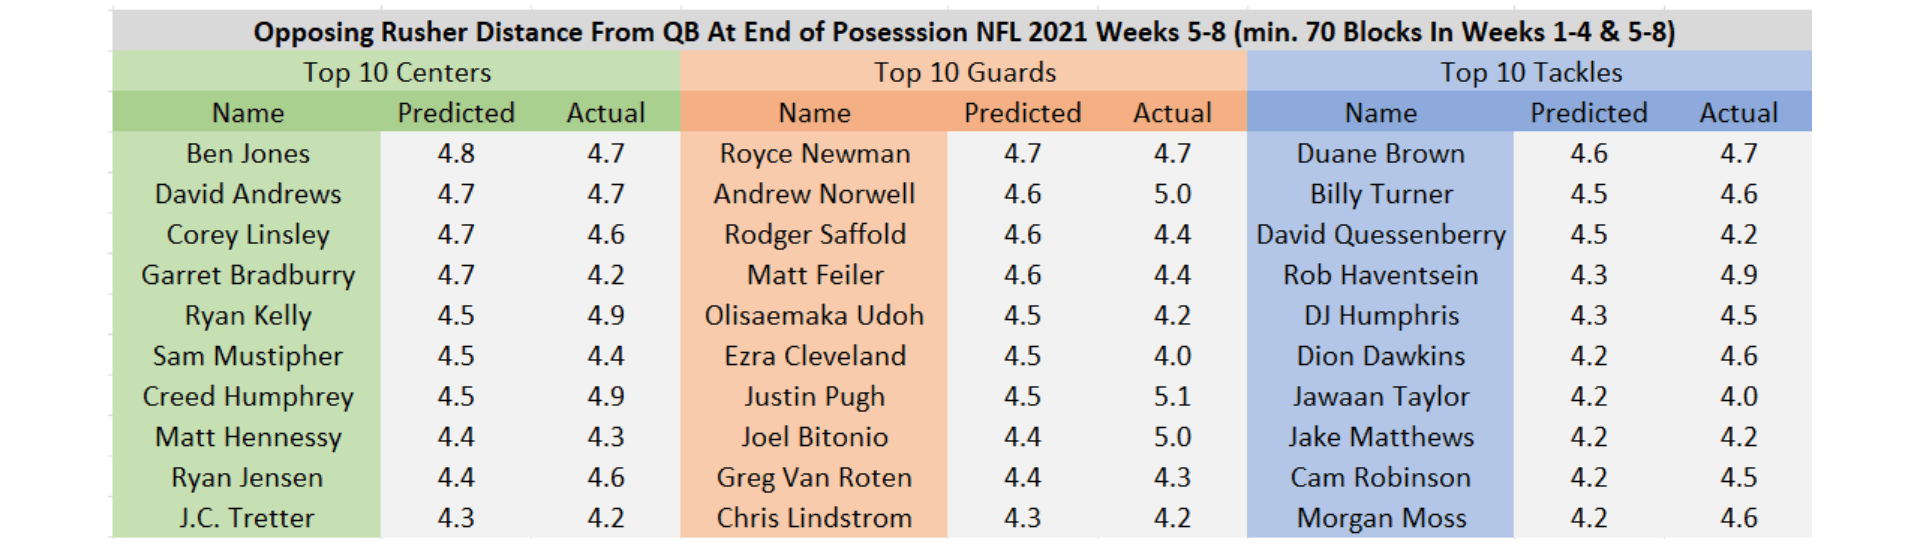 Opposing Rusher Distance From QB At End of Posesssion NFL 2021 Weeks 5-8 (min. 70 Blocks In Weeks 1-4 & 5-8)
Top 10 Centers Top 10 Guards Top 10 Tackles
Name Predicted Actual Name Predicted Actual Name Predicted Actual
Ben Jones 4.8 4.7 Royce Newman 4.7 4.7 Duane Brown 4.6 4.7
David Andrews 4.7 4.7 Andrew Norwell 4.6 5.0 Billy Turner 4.5 4.6
Corey Linsley 4.7 4.6 Rodger Saffold 4.6 4.4 David Quessenberry 4.5 4.2
Garret Bradburry 4.7 4.2 Matt Feiler 4.6 4.4 Rob Haventsein 4.3 4.9
Ryan Kelly 4.5 4.9 Olisaemaka Udoh 4.5 4.2 DJ Humphris 4.3 4.5
Sam Mustipher 4.5 4.4 Ezra Cleveland 4.5 4.0 Dion Dawkins 4.2 4.6
Creed Humphrey 4.5 4.9 Justin Pugh 4.5 5.1 Jawaan Taylor 4.2 4.0
Matt Hennessy 4.4 4.3 Joel Bitonio 4.4 5.0 Jake Matthews 4.2 4.2
Ryan Jensen 4.4 4.6 Greg Van Roten 4.4 4.3 Cam Robinson 4.2 4.5
J.C. Tretter 4.3 4.2 Chris Lindstrom 4.3 4.2 Morgan Moss 4.2 4.6